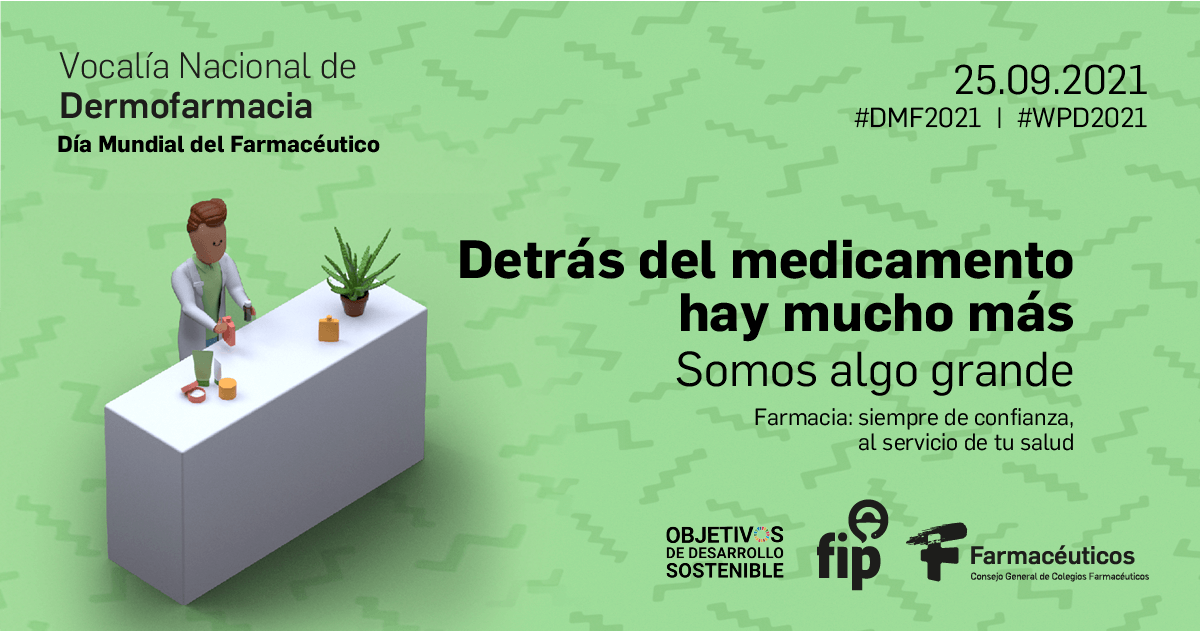 Vocalía Nacional de
Dermofarmacia
Día Mundial del Farmacéutico
25.09.2021
#DMF2021 | #WPD2021
Detrás del medicamento
hay mucho más
Somos algo grande
Farmacia: siempre de confianza,
al servicio de tu salud
OBJETIVOS
DE DESARROLLO
SOSTENIBLE
fip
Farmacéuticos
Consejo General de Colegios Farmacéuticos